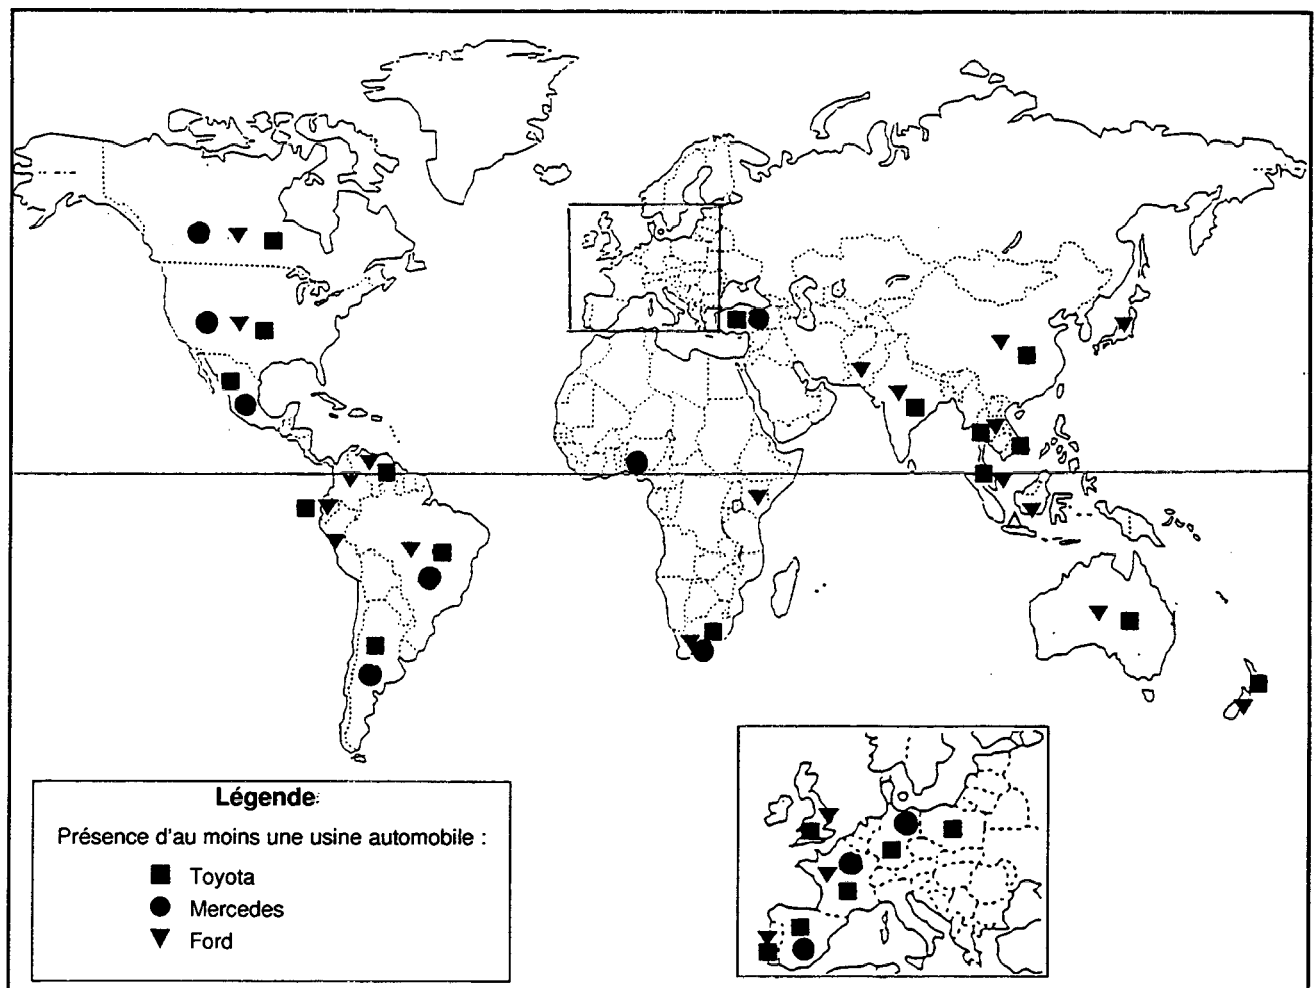 Légende:
Présence d'au moins une usine automobile :
Toyota
Mercedes
Ford